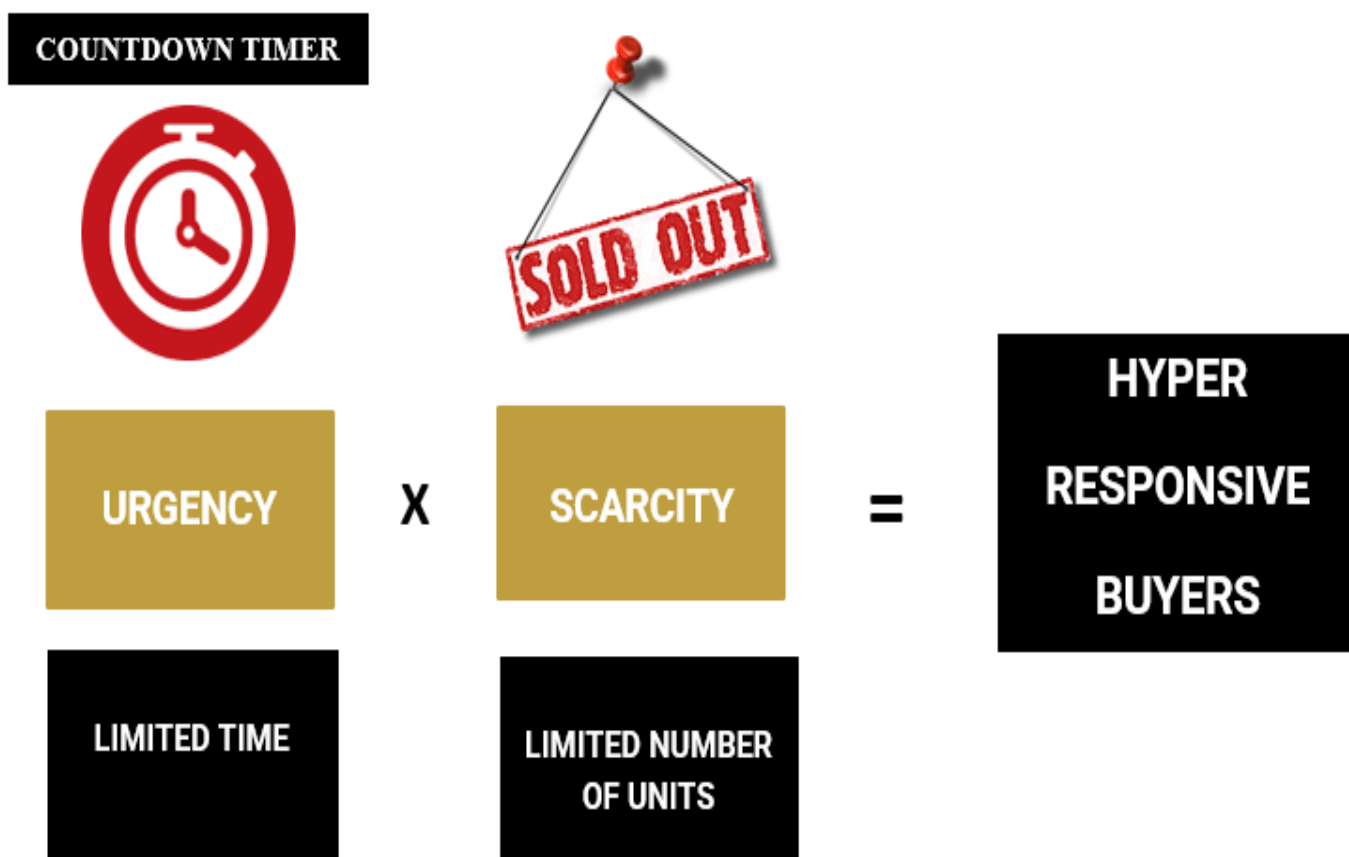 COUNTDOWN TIMER
SOLD OUT
URGENCY
X
SCARCITY
=
HYPER
RESPONSIVE
BUYERS
LIMITED TIME
LIMITED NUMBER
OF UNITS